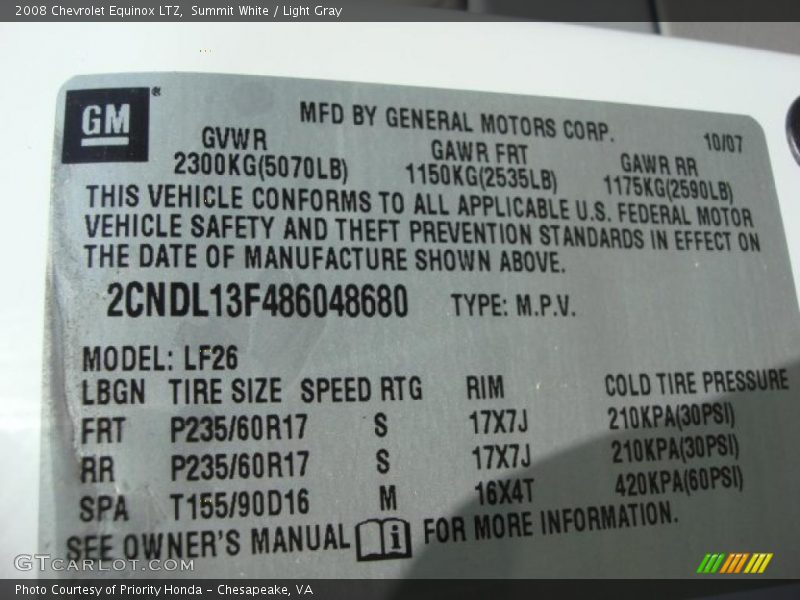 2008 Chevrolet Equinox LTZ, Summit White / Light Gray
GM®
MFD BY GENERAL MOTORS CORP.
10/07
GVWR GAWR FRT GAWR RR
2300KG(5070LB) 1150KG(2535LB) 1175KG(2590LB)
THIS VEHICLE CONFORMS TO ALL APPLICABLE U.S. FEDERAL MOTOR
VEHICLE SAFETY AND THEFT PREVENTION STANDARDS IN EFFECT ON
THE DATE OF MANUFACTURE SHOWN ABOVE.
2CNDL13F486048680 TYPE: M.P.V.
MODEL: LF26
LBGN TIRE SIZE SPEED RTG RIM COLD TIRE PRESSURE
FRT P235/60R17 S 17X7J 210KPA(30PSI)
RR P235/60R17 S 17X7J 210KPA(30PSI)
SPA T155/90D16 M 16X4T 420KPA(60PSI)
SEE OWNER'S MANUAL i FOR MORE INFORMATION.
GTCARLOT.COM
Photo Courtesy of Priority Honda - Chesapeake, VA